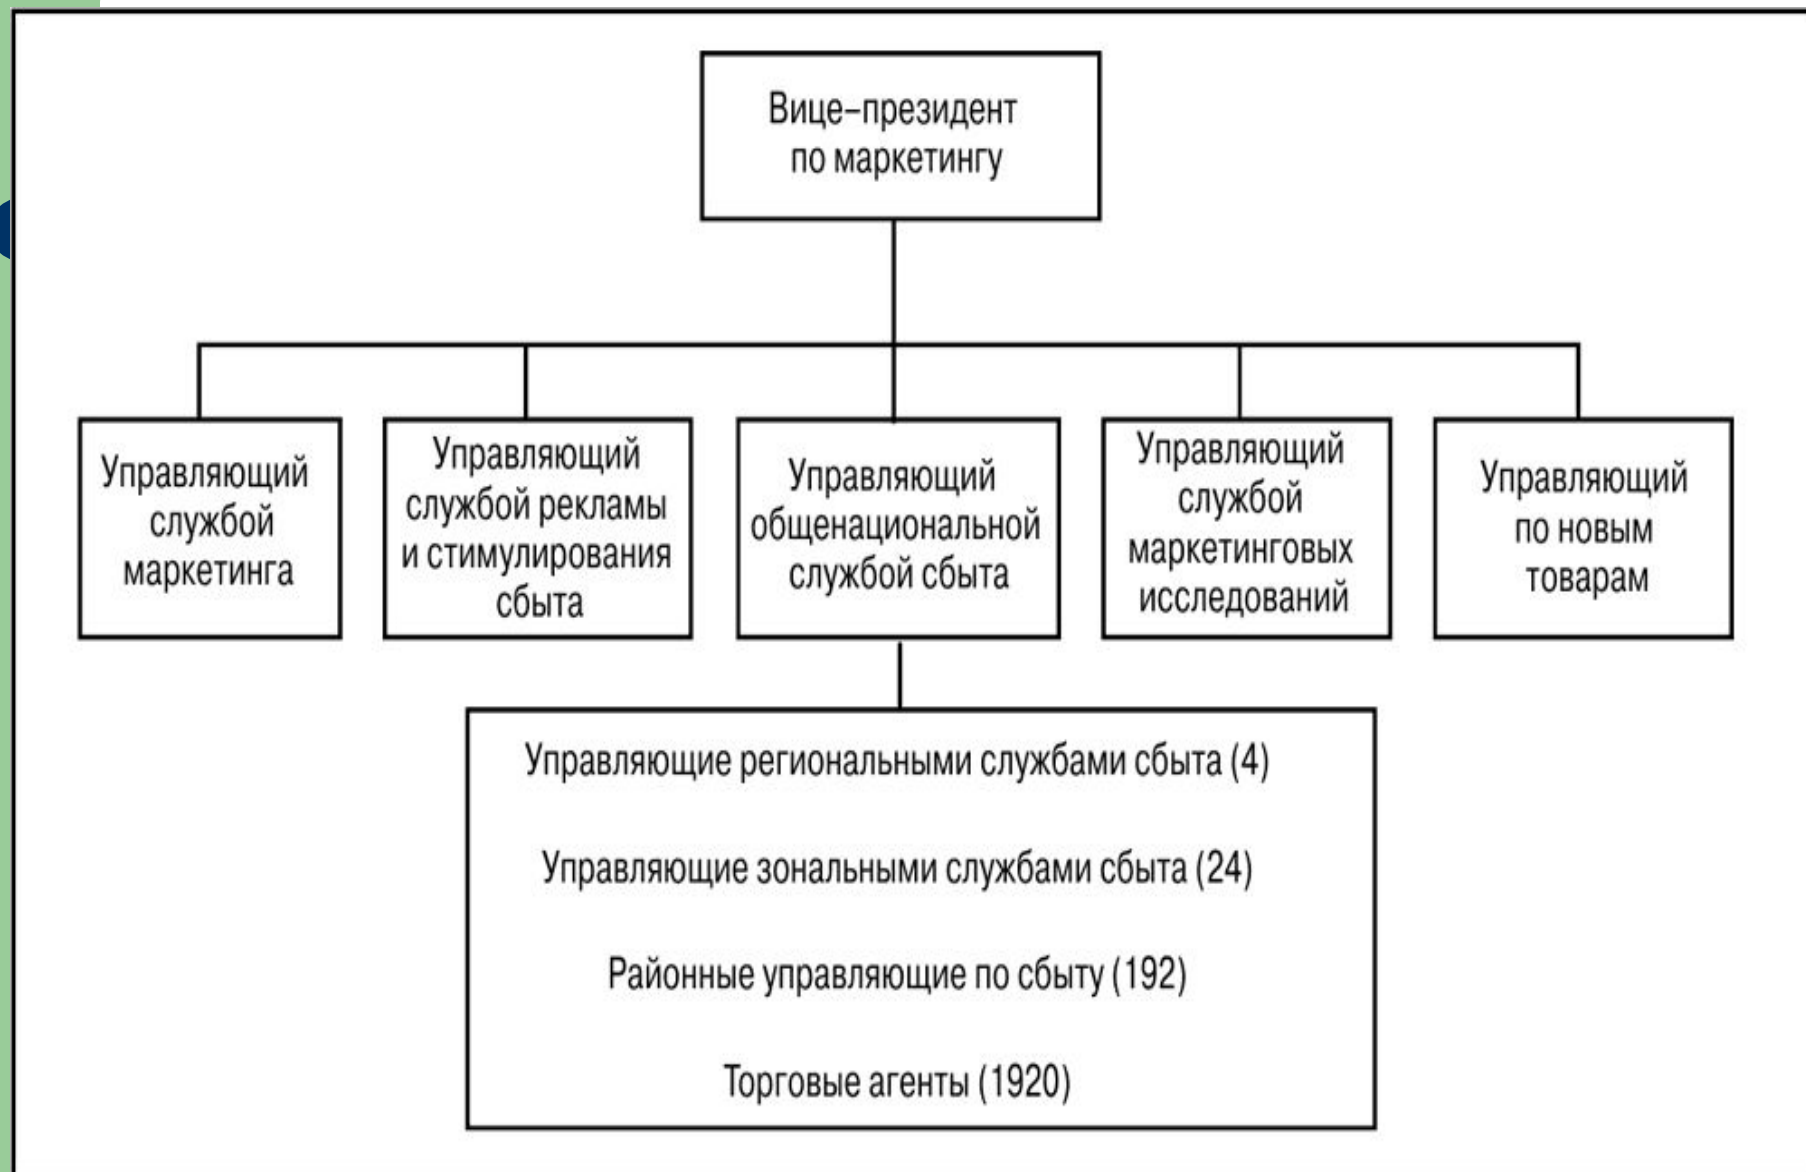 Вице–президент
по маркетингу
Управляющий
службой
маркетинга
Управляющий
службой рекламы
и стимулирования
сбыта
Управляющий
общенациональной
службой сбыта
Управляющий
службой
маркетинговых
исследований
Управляющий
по новым
товарам
Управляющие региональными службами сбыта (4)
Управляющие зональными службами сбыта (24)
Районные управляющие по сбыту (192)
Торговые агенты (1920)